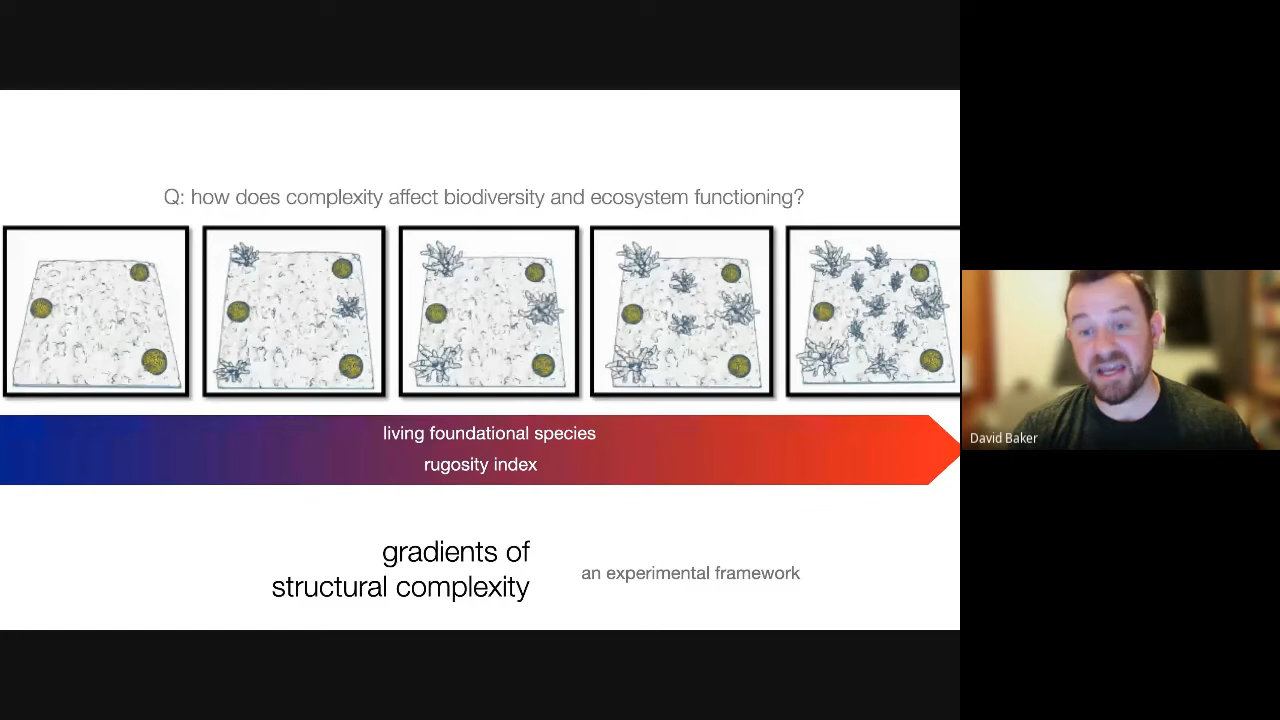 Q: how does complexity affect biodiversity and ecosystem functioning?
living foundational species
rugosity index
gradients of
structural complexity
an experimental framework
David Baker